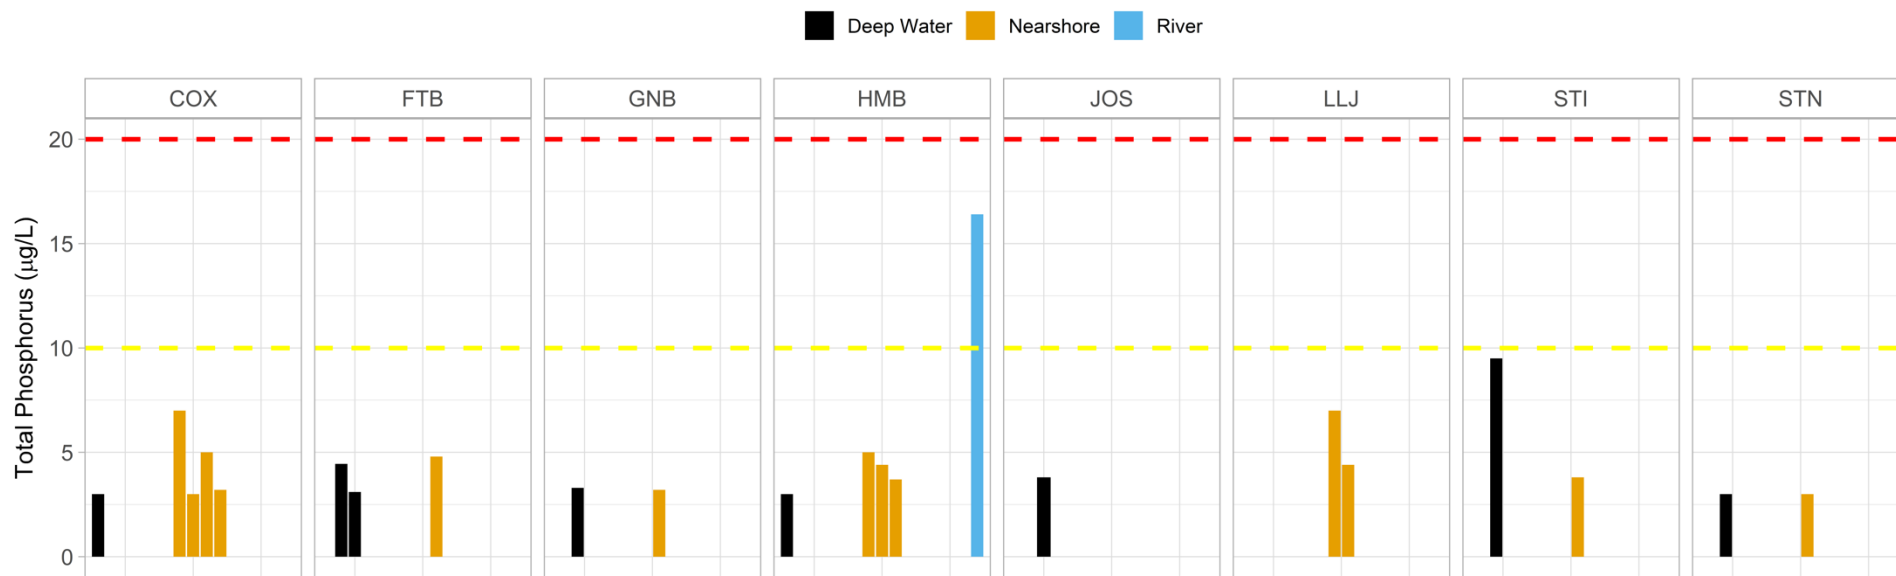 Deep Water Nearshore River
COX FTB GNB HMB JOS LLJ STI STN
20
15
10
5
0
Total Phosphorus (µg/L)